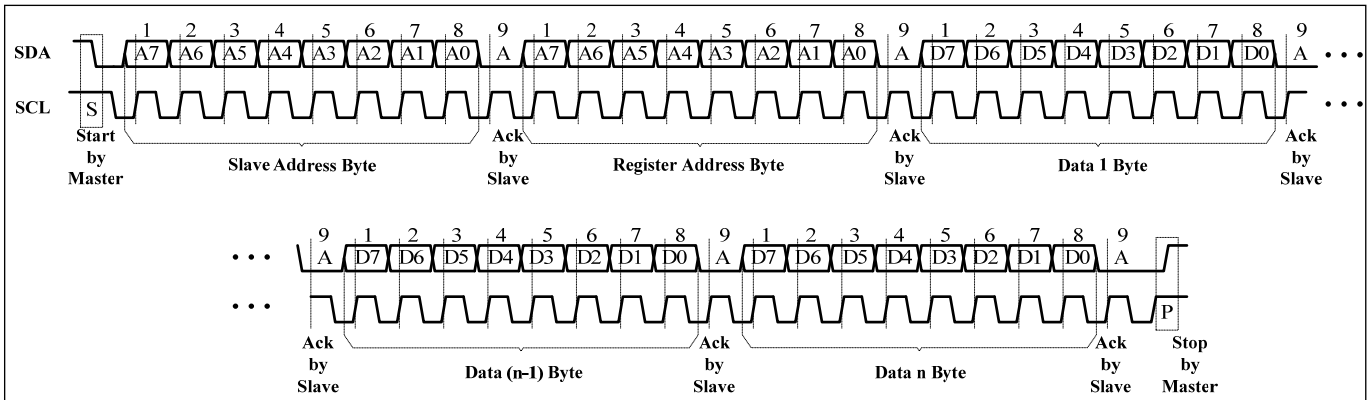 1 2 3 4 5 6 7 8 9 1 2 3 4 5 6 7 8 9 1 2 3 4 5 6 7 8 9
SDA A7 A6 A5 A4 A3 A2 A1 A0 A A7 A6 A5 A4 A3 A2 A1 A0 A D7 D6 D5 D4 D3 D2 D1 D0 A • • •
SCL S • • •
Start by Master
Slave Address Byte
Ack by Slave
Register Address Byte
Ack by Slave
Data 1 Byte
Ack by Slave
9 1 2 3 4 5 6 7 8 9 1 2 3 4 5 6 7 8 9
• • • A D7 D6 D5 D4 D3 D2 D1 D0 A D7 D6 D5 D4 D3 D2 D1 D0 A
• • • P
Ack by Slave
Data (n-1) Byte
Ack by Slave
Data n Byte
Ack by Slave
Stop by Master